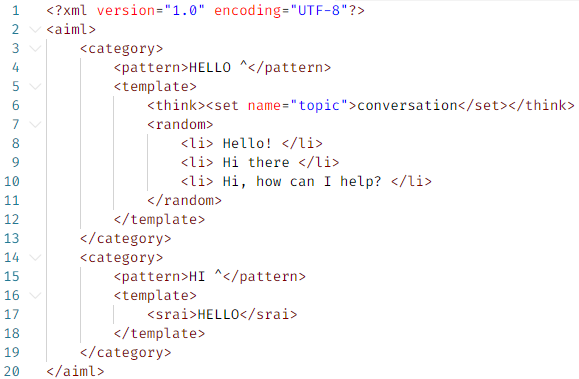 1 <?xml version="1.0" encoding="UTF-8"?>
2 <aiml>
3 <category>
4 <pattern>HELLO ^</pattern>
5 <template>
6 <think><set name="topic">conversation</set></think>
7 <random>
8 <li> Hello! </li>
9 <li> Hi there </li>
10 <li> Hi, how can I help? </li>
11 </random>
12 </template>
13 </category>
14 <category>
15 <pattern>HI ^</pattern>
16 <template>
17 <srai>HELLO</srai>
18 </template>
19 </category>
20 </aiml>